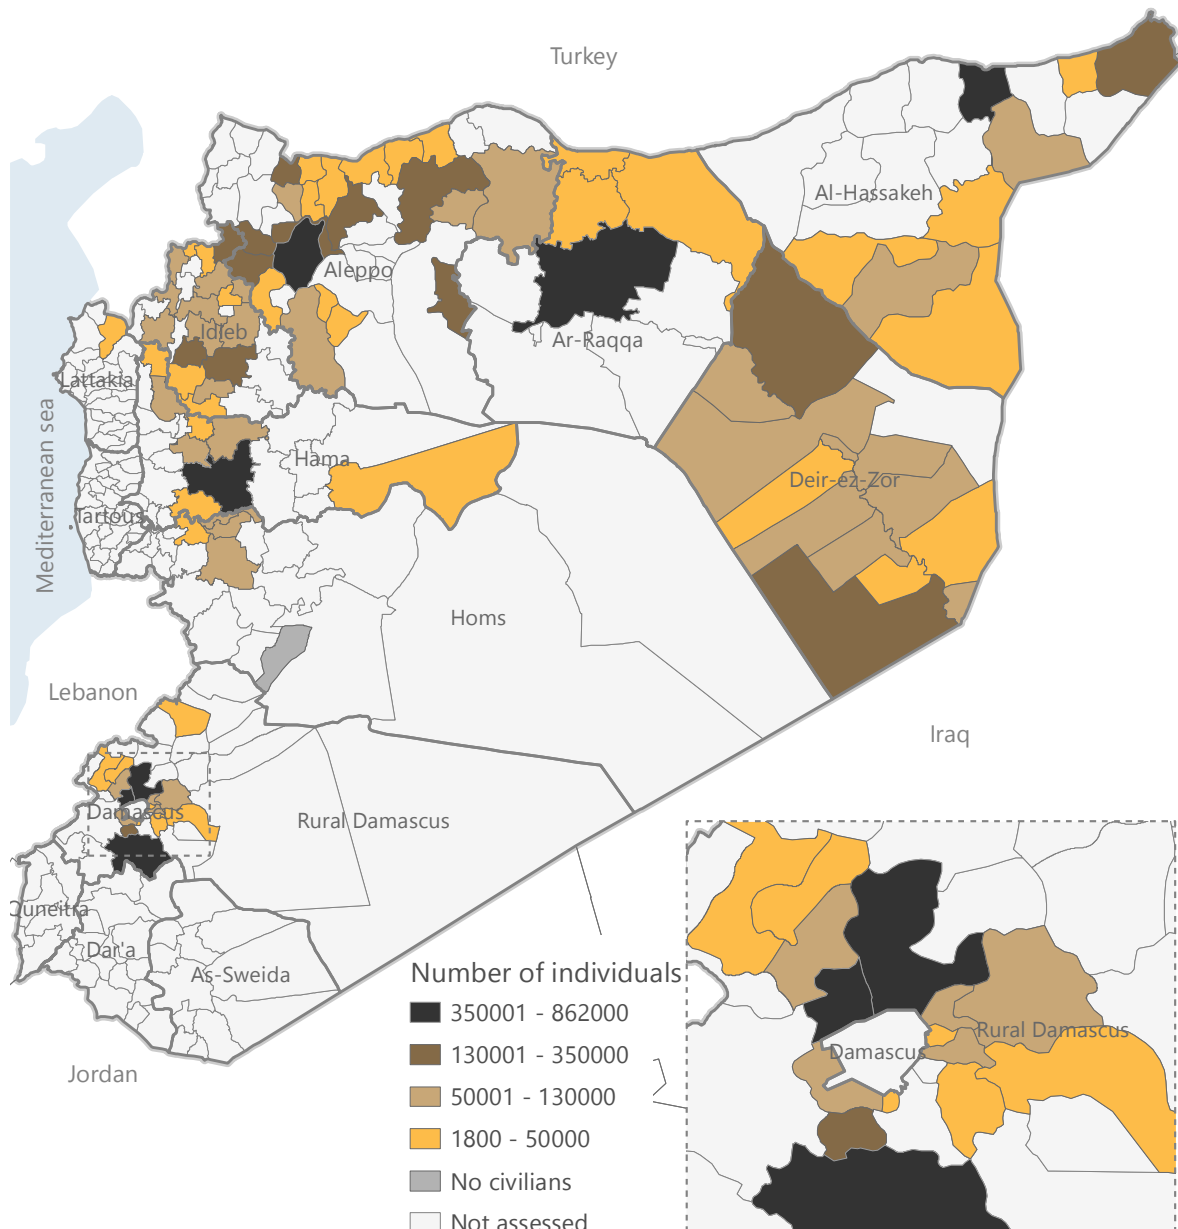 Turkey
Al-Hassakeh
Aleppo
Idleb
Ar-Raqqa
Lattakia
Mediterranean sea
Hama
Deir-ez-Zor
Tartous
Homs
Lebanon
Iraq
Damascus
Rural Damascus
Quneitra
Dar'a
As-Sweida
Jordan
Number of individuals
350001 - 862000
130001 - 350000
50001 - 130000
1800 - 50000
No civilians
Not assessed
Rural Damascus
Damascus